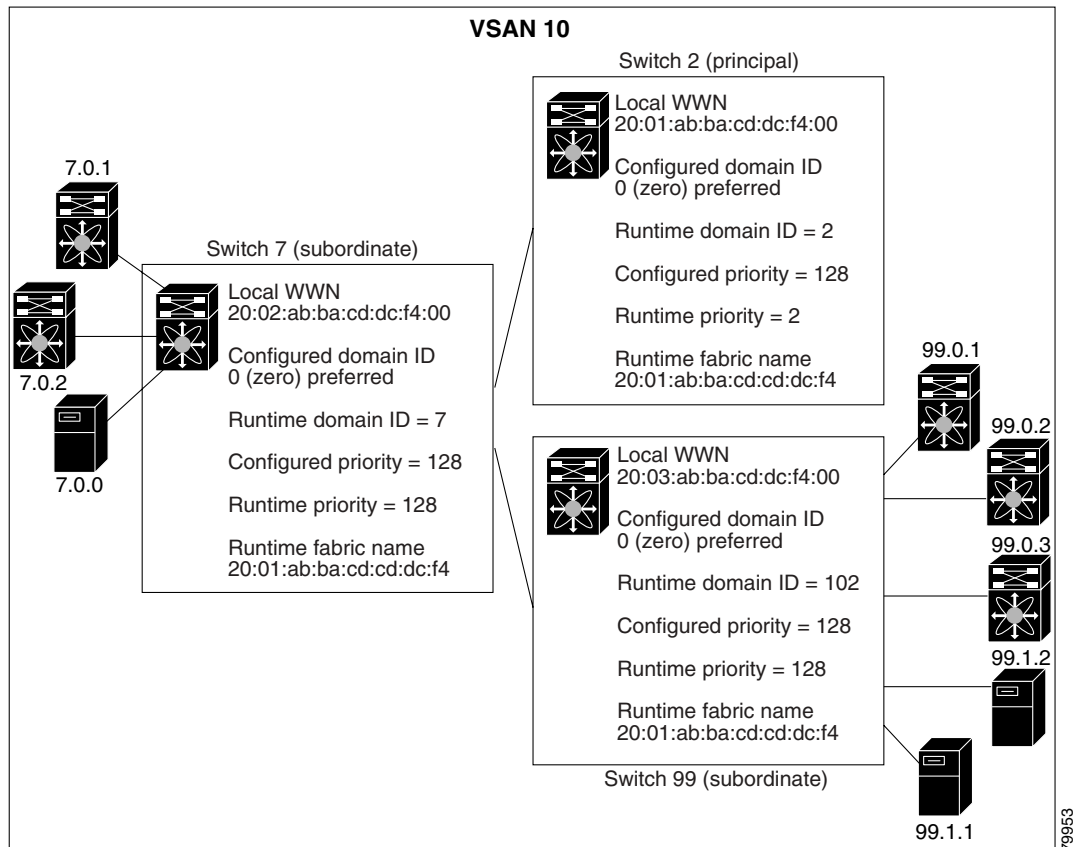 VSAN 10
Switch 2 (principal)
Local WWN
20:01:ab:ba:cd:dc:f4:00
Configured domain ID
0 (zero) preferred
Runtime domain ID = 2
Configured priority = 128
Runtime priority = 2
Runtime fabric name
20:01:ab:ba:cd:cd:dc:f4
7.0.1
7.0.2
7.0.0
Switch 7 (subordinate)
Local WWN
20:02:ab:ba:cd:dc:f4:00
Configured domain ID
0 (zero) preferred
Runtime domain ID = 7
Configured priority = 128
Runtime priority = 128
Runtime fabric name
20:01:ab:ba:cd:cd:dc:f4
Local WWN
20:03:ab:ba:cd:dc:f4:00
Configured domain ID
0 (zero) preferred
Runtime domain ID = 102
Configured priority = 128
Runtime priority = 128
Runtime fabric name
20:01:ab:ba:cd:cd:dc:f4
Switch 99 (subordinate)
99.0.1
99.0.2
99.0.3
99.1.2
99.1.1
79953